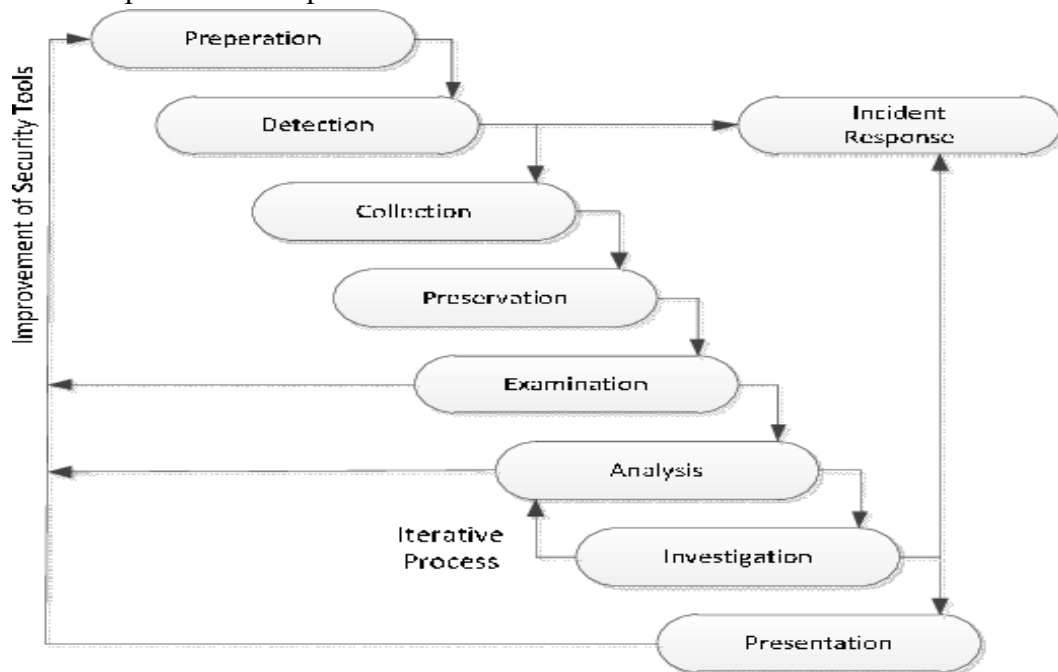 Preperation
Detection
Incident
Response
Collection
Preservation
Examination
Analysis
Iterative
Process
Investigation
Presentation
Improvement of Security Tools